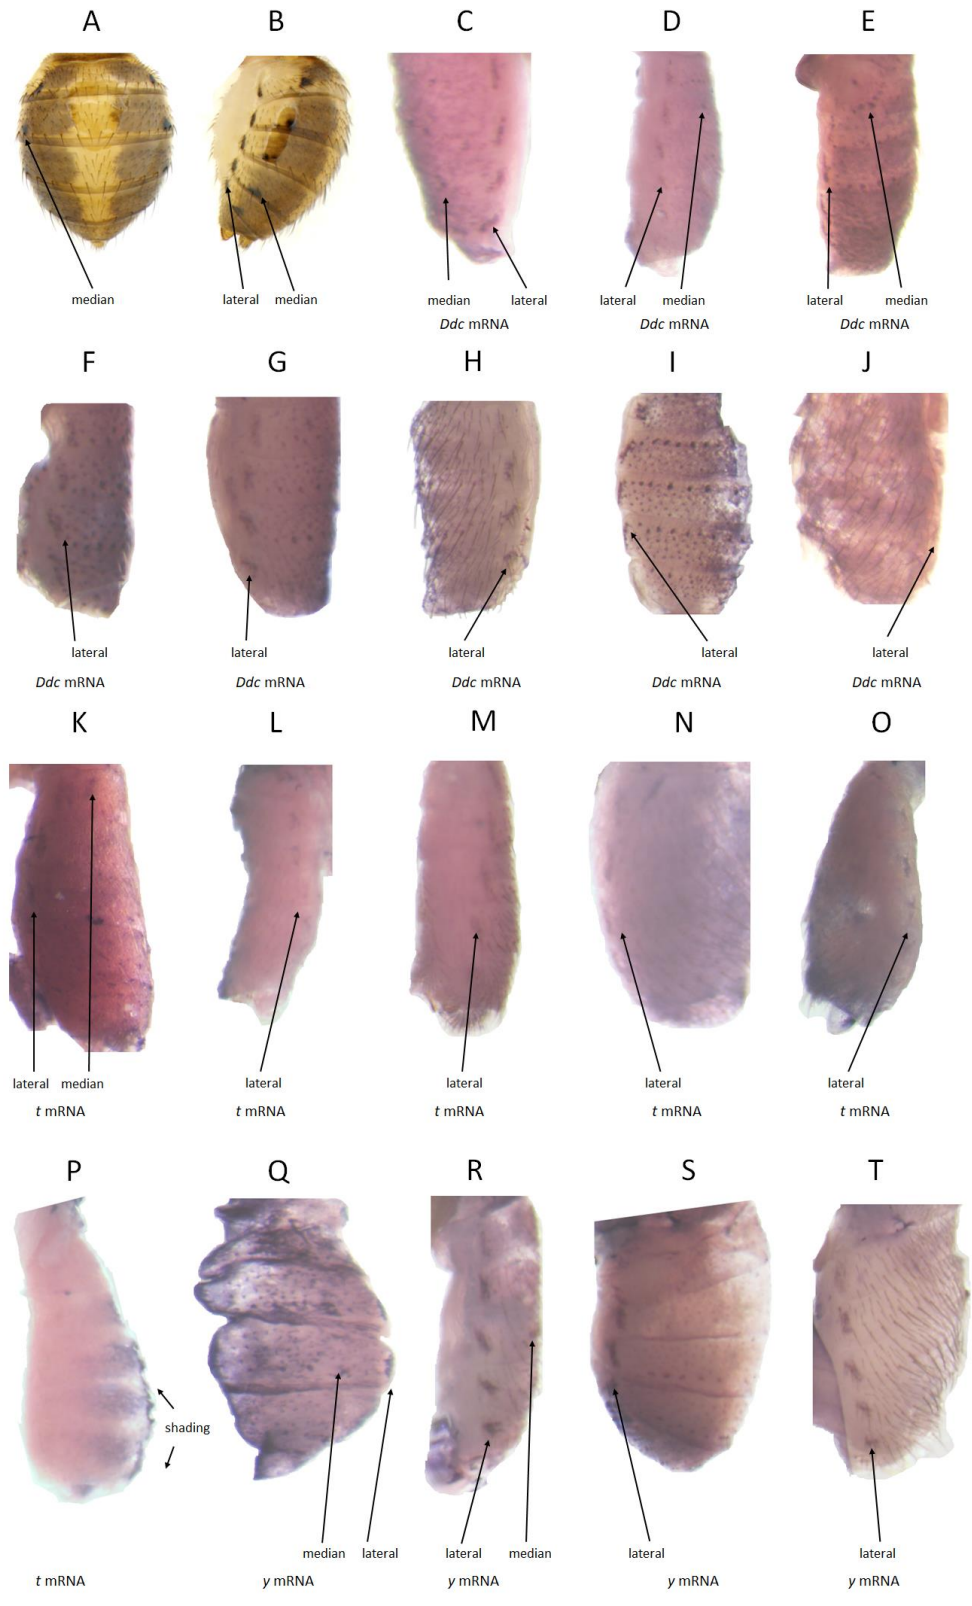 A B C D E
median lateral median median lateral lateral median lateral median
Ddc mRNA Ddc mRNA Ddc mRNA
F G H I J
lateral lateral lateral lateral lateral
Ddc mRNA Ddc mRNA Ddc mRNA Ddc mRNA Ddc mRNA
K L M N O
lateral median lateral lateral lateral lateral
t mRNA t mRNA t mRNA t mRNA t mRNA
P Q R S T
shading
median lateral lateral median lateral lateral
t mRNA y mRNA y mRNA y mRNA y mRNA